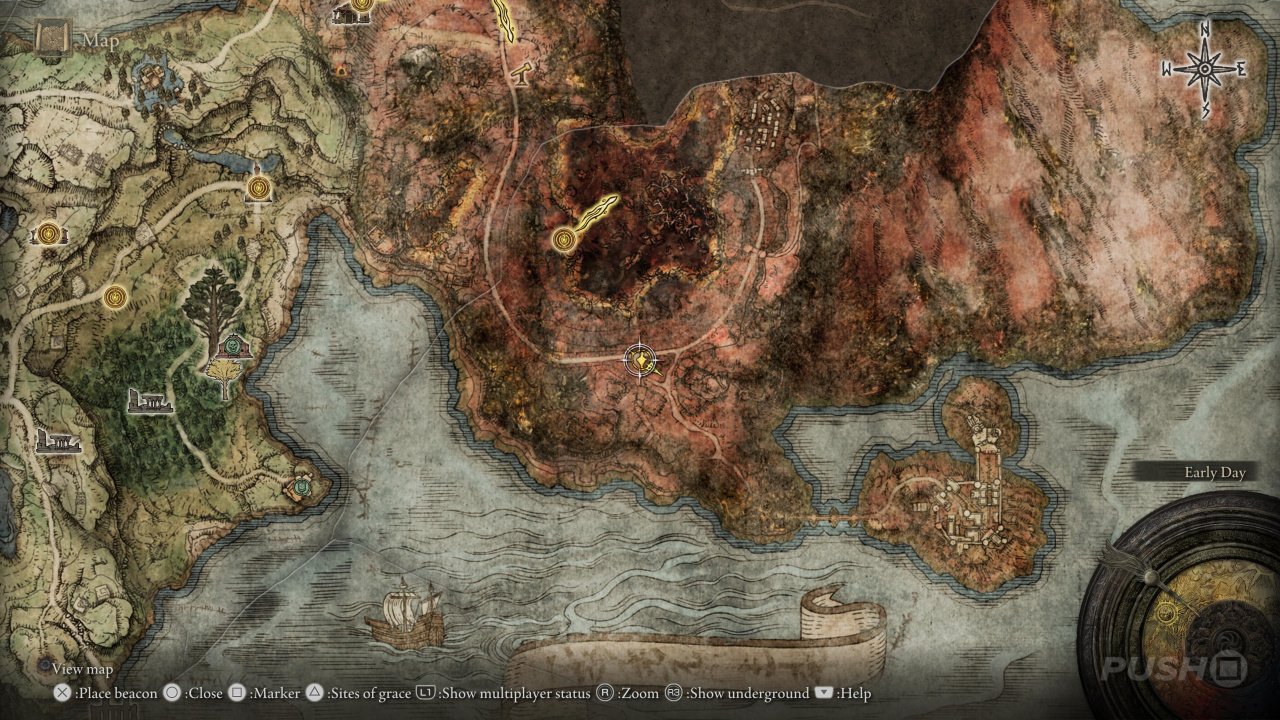 Map
N
W E
S
Early Day
View map
:Place beacon :Close :Marker :Sites of grace L1:Show multiplayer status R:Zoom R3:Show underground :Help
PUSH